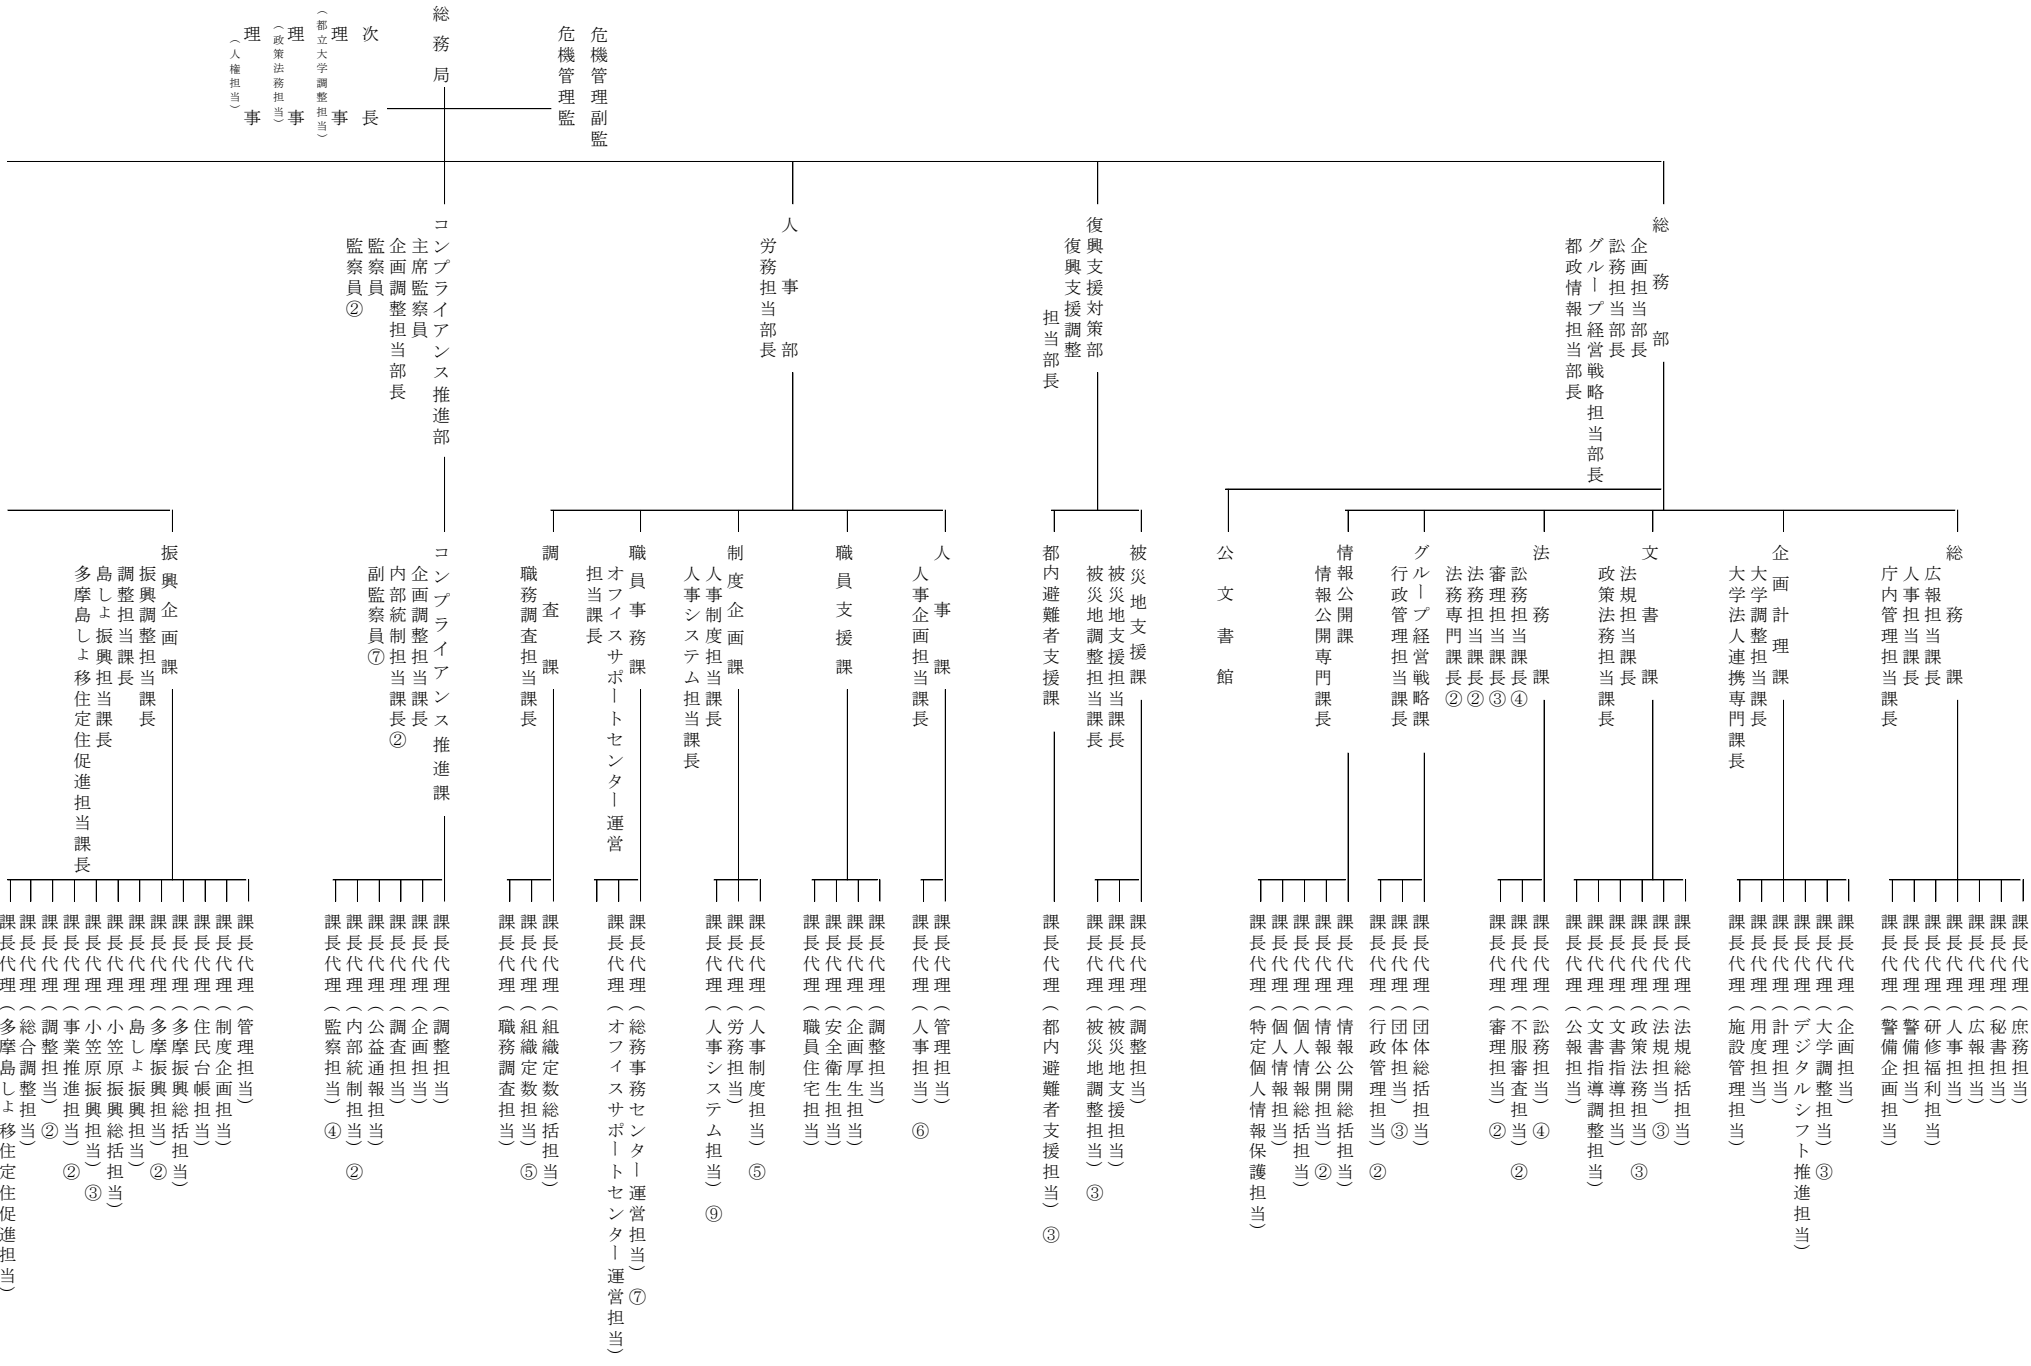 総務局
危機管理副監
危機管理監
次長
理事
（都立大学調整担当）
理事
（政策法務担当）
理事
（人権担当）
総務部
企画担当部長
訟務担当部長
グループ経営戦略担当部長
都政情報担当部長
総務課
広報担当課長
人事担当課長
庁内管理担当課長
課長代理（庶務担当）
課長代理（秘書担当）
課長代理（広報担当）
課長代理（人事担当）
課長代理（研修福利担当）
課長代理（警備担当）
課長代理（警備企画担当）
企画計理課
大学調整担当課長
大学法人連携専門課長
課長代理（企画担当）
課長代理（大学調整担当）③
課長代理（デジタルシフト推進担当）
課長代理（計理担当）
課長代理（用度担当）
課長代理（施設管理担当）
文書課
法規担当課長
政策法務担当課長
課長代理（法規総括担当）
課長代理（法規担当）③
課長代理（政策法務担当）③
課長代理（文書指導担当）
課長代理（文書指導調整担当）
課長代理（公報担当）
法務課
訟務担当課長④
審理担当課長③
法務担当課長②
法務専門課長②
課長代理（訟務担当）④
課長代理（不服審査担当）②
課長代理（審理担当）②
グループ経営戦略課
行政管理担当課長
課長代理（団体総括担当）
課長代理（団体担当）③
課長代理（行政管理担当）②
情報公開課
情報公開専門課長
課長代理（情報公開総括担当）
課長代理（情報公開担当）②
課長代理（個人情報総括担当）
課長代理（個人情報担当）
課長代理（特定個人情報保護担当）
公文書館
復興支援対策部
復興支援調整
担当部長
被災地支援課
被災地支援担当課長
被災地調整担当課長
課長代理（調整担当）
課長代理（被災地支援担当）
課長代理（被災地調整担当）③
都内避難者支援課
課長代理（都内避難者支援担当）③
人事部
労務担当部長
人事課
人事企画担当課長
課長代理（管理担当）
課長代理（人事担当）⑥
職員支援課
課長代理（調整担当）
課長代理（企画厚生担当）
課長代理（安全衛生担当）
課長代理（職員住宅担当）
制度企画課
人事制度担当課長
人事システム担当課長
課長代理（人事制度担当）⑤
課長代理（労務担当）
課長代理（人事システム担当）⑨
職員事務課
オフィスサポートセンター運営
担当課長
課長代理（総務事務センター運営担当）⑦
課長代理（オフィスサポートセンター運営担当）
調査課
職務調査担当課長
課長代理（組織定数総括担当）
課長代理（組織定数担当）⑤
課長代理（職務調査担当）
コンプライアンス推進部
主席監察員
企画調整担当部長
監察員
監察員②
コンプライアンス推進課
企画調整担当課長
内部統制担当課長②
副監察員⑦
課長代理（調整担当）
課長代理（企画担当）
課長代理（調査担当）
課長代理（公益通報担当）
課長代理（内部統制担当）②
課長代理（監察担当）④
振興企画課
振興調整担当課長
調整担当課長
島しょ振興担当課長
多摩島しょ移住定住促進担当課長
課長代理（管理担当）
課長代理（制度企画担当）
課長代理（住民台帳担当）
課長代理（多摩振興総括担当）
課長代理（多摩振興担当）②
課長代理（島しょ振興担当）
課長代理（小笠原振興総括担当）
課長代理（小笠原振興担当）③
課長代理（事業推進担当）②
課長代理（調整担当）②
課長代理（総合調整担当）
課長代理（多摩島しょ移住定住促進担当）